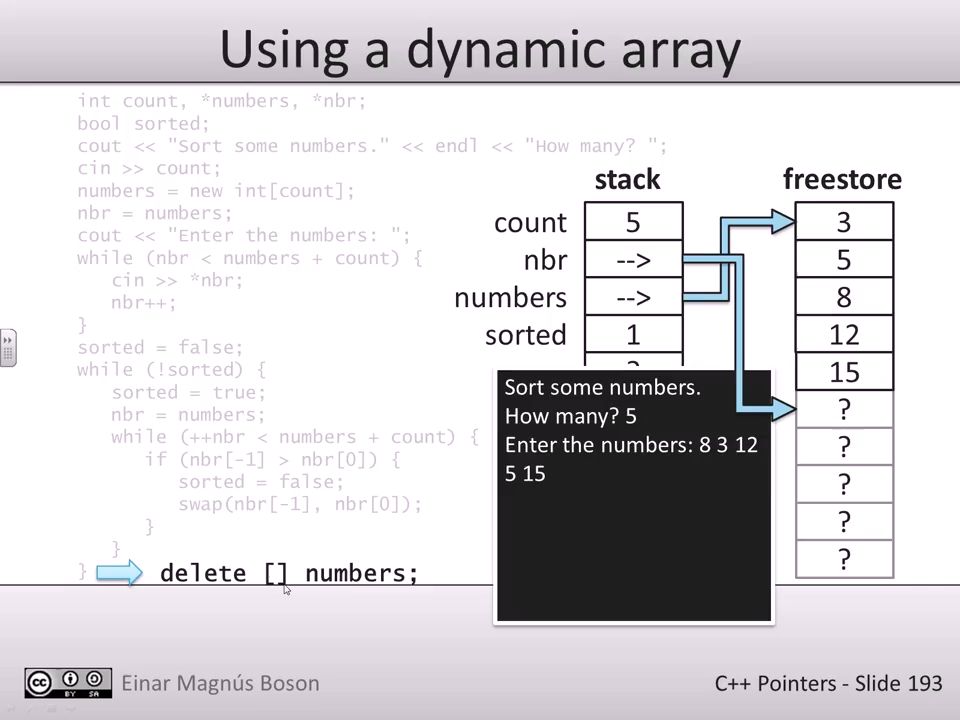 Using a dynamic array
int count, *numbers, *nbr;
bool sorted;
cout << "Sort some numbers." << endl << "How many? ";
cin >> count;
numbers = new int[count];
nbr = numbers;
cout << "Enter the numbers: ";
while (nbr < numbers + count) {
cin >> *nbr;
nbr++;
}
sorted = false;
while (!sorted) {
sorted = true;
nbr = numbers;
while (++nbr < numbers + count) {
if (nbr[-1] > nbr[0]) {
sorted = false;
swap(nbr[-1], nbr[0]);
}
}
}
delete [] numbers;
stack
freestore
count 5
nbr -->
numbers -->
sorted 1
3
5
8
12
15
?
?
?
?
?
Sort some numbers.
How many? 5
Enter the numbers: 8 3 12
5 15
CC BY SA
Einar Magnús Boson
C++ Pointers - Slide 193